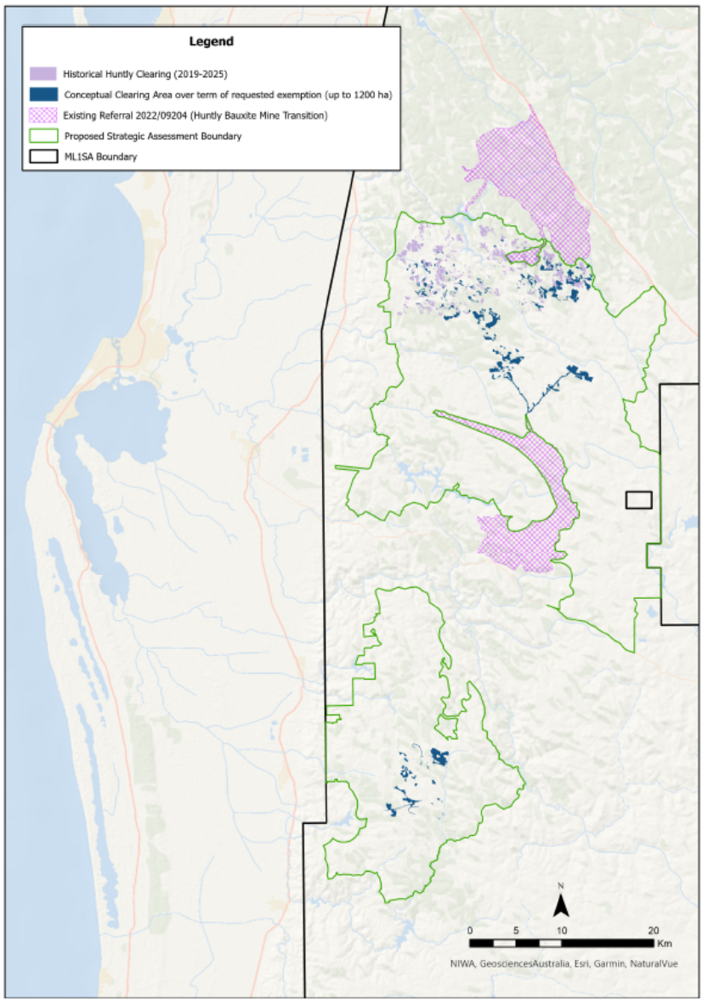 Legend
Historical Huntly Clearing (2019-2025)
Conceptual Clearing Area over term of requested exemption (up to 1200 ha)
Existing Referral 2022/09204 (Huntly Bauxite Mine Transition)
Proposed Strategic Assessment Boundary
ML1SA Boundary
N
0 5 10 20
Km
NIWA, GeosciencesAustralia, Esri, Garmin, NaturalVue